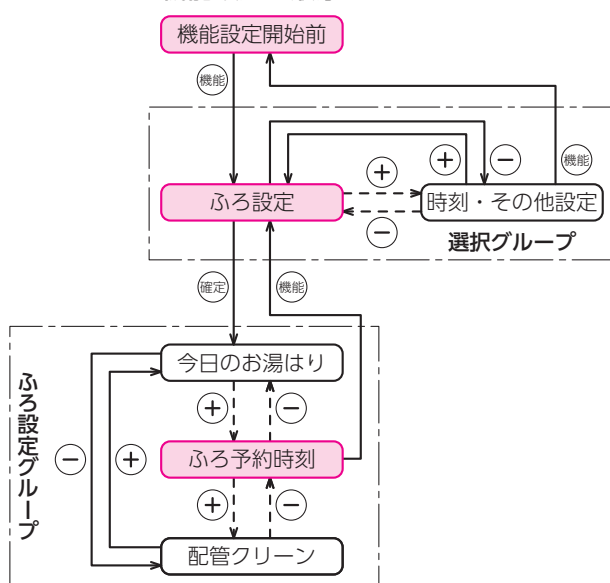 機能設定開始前
機能
＋
－
機能
＋
ふろ設定
時刻・その他設定
－
選択グループ
確定
機能
今日のお湯はり
ふろ設定グループ
＋
－
－
＋
ふろ予約時刻
＋
－
配管クリーン